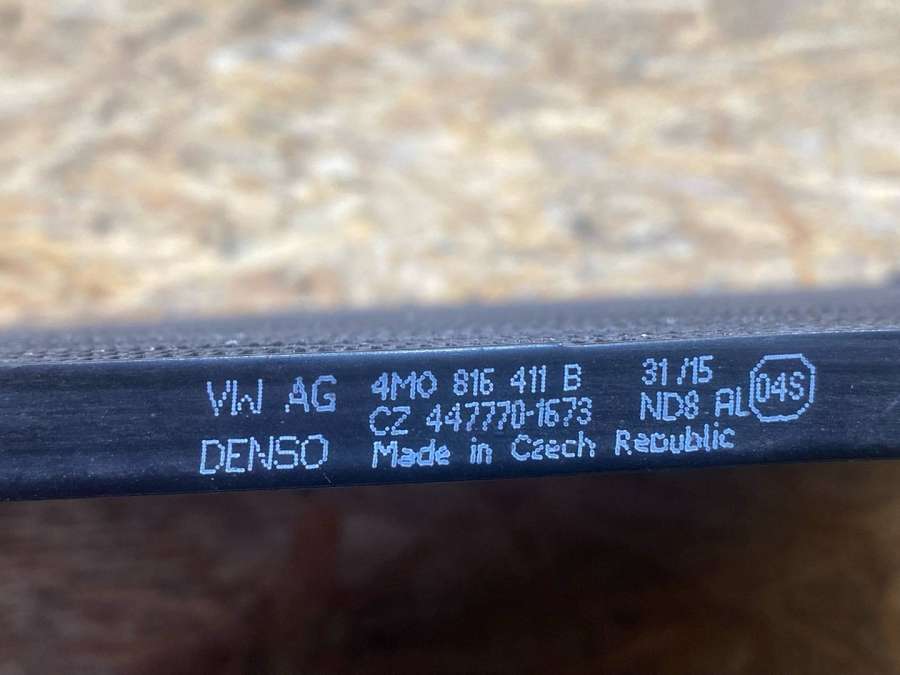 VW AG 4M0 816 411 B 31/15
CZ 447770-1673 ND8 AL 04S
DENSO Made in Czech Republic